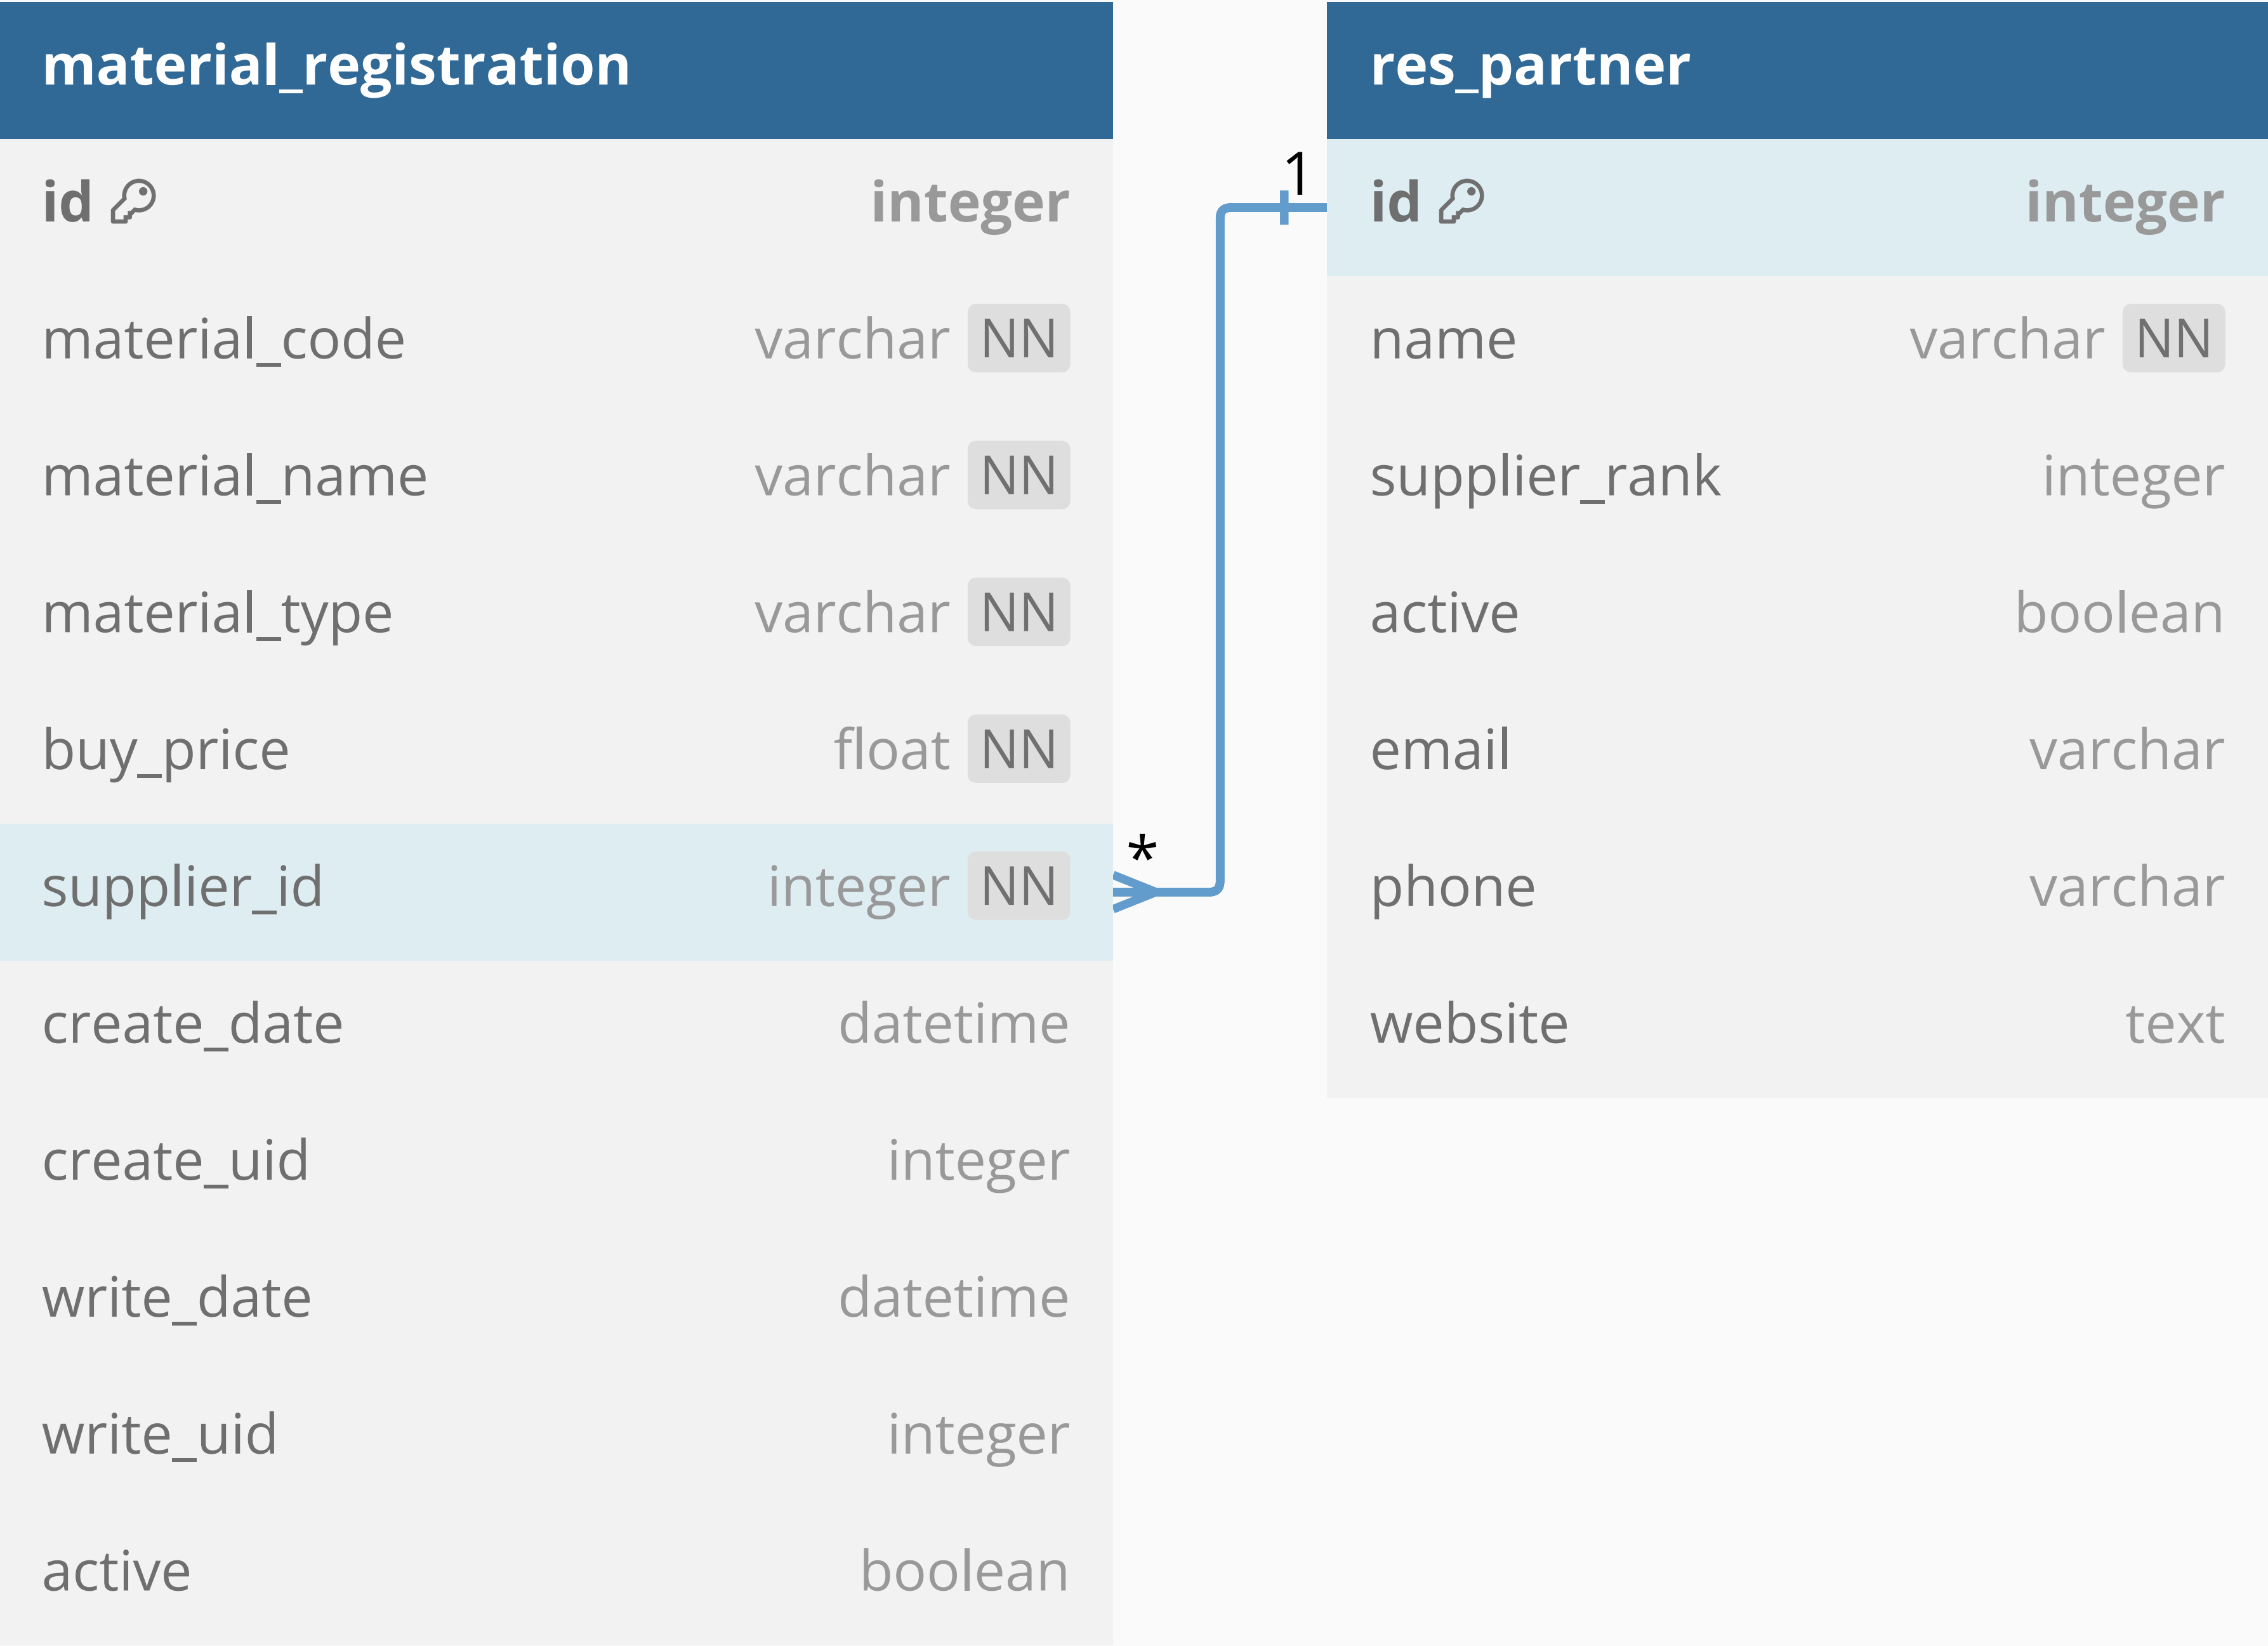 material_registration
id integer
material_code varchar NN
material_name varchar NN
material_type varchar NN
buy_price float NN
supplier_id integer NN
create_date datetime
create_uid integer
write_date datetime
write_uid integer
active boolean
*
1
res_partner
id integer
name varchar NN
supplier_rank integer
active boolean
email varchar
phone varchar
website text